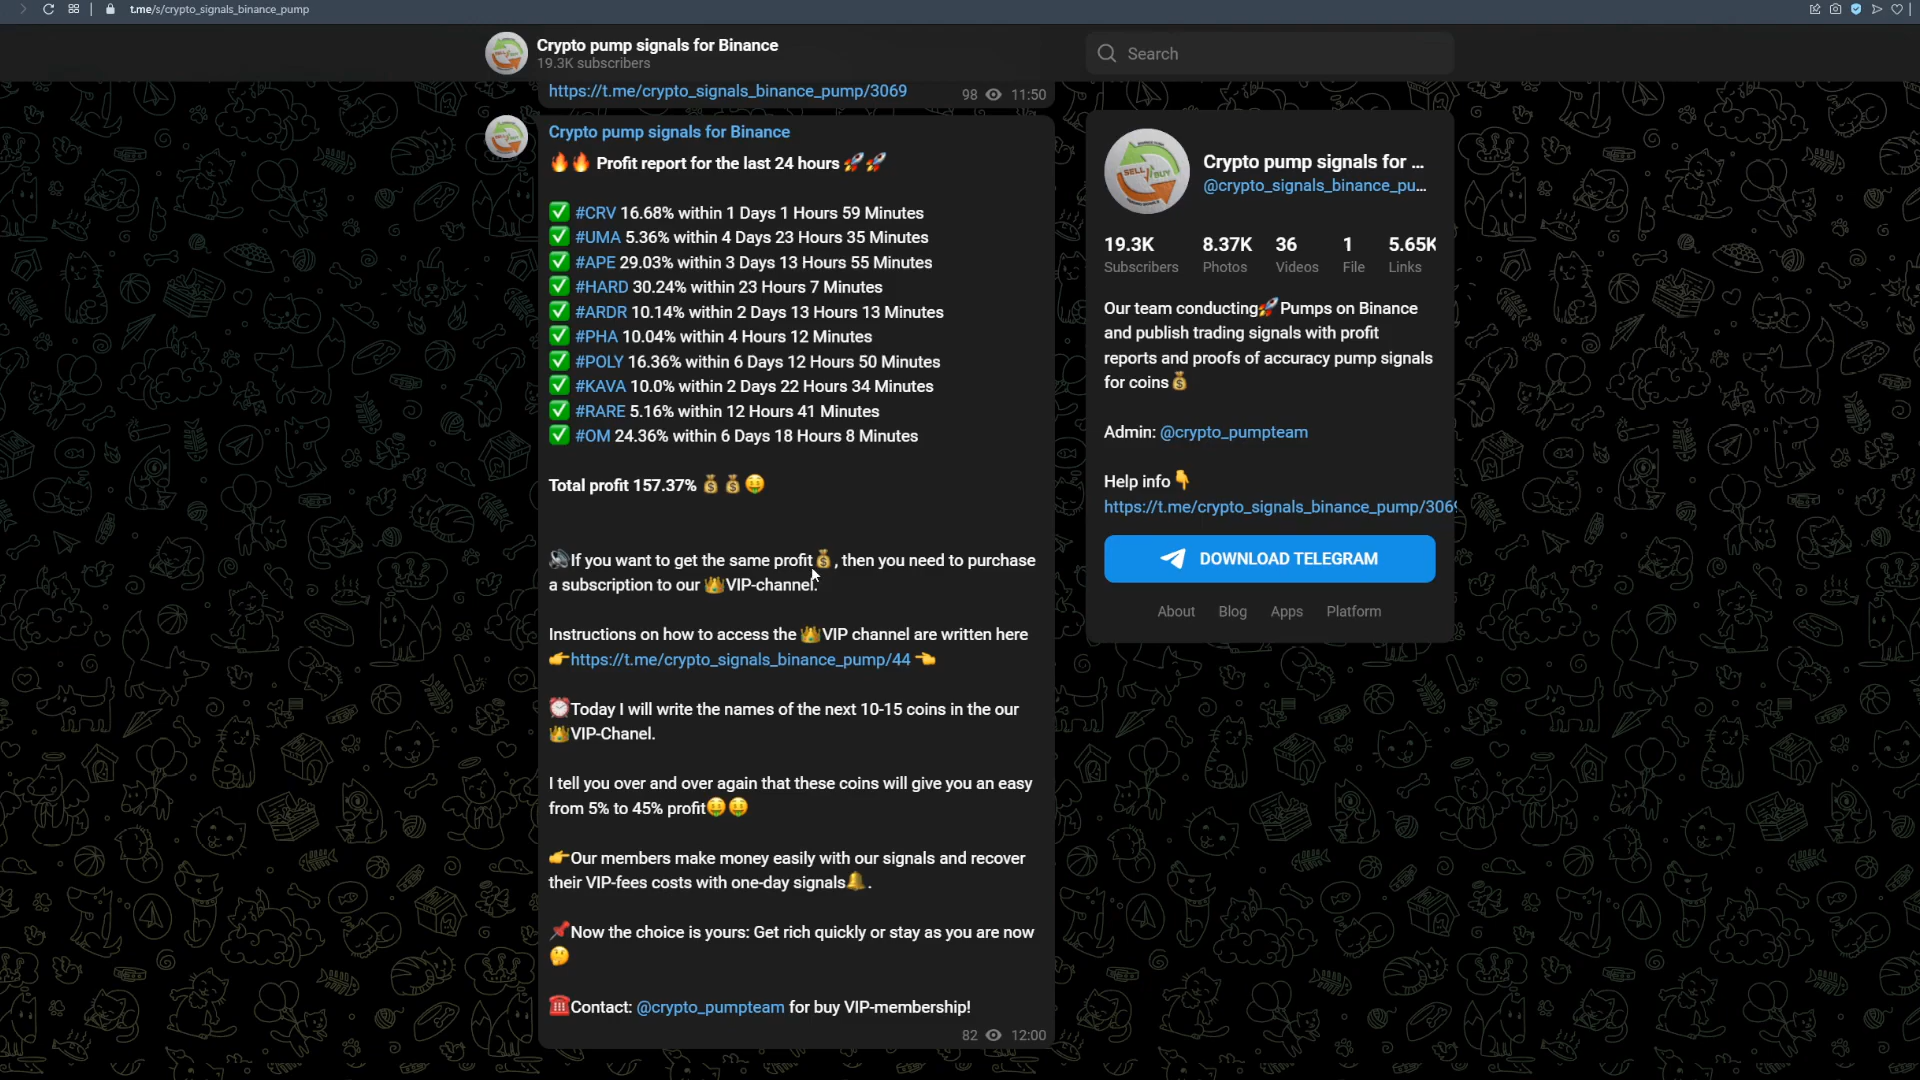 t.me/s/crypto_signals_binance_pump
Crypto pump signals for Binance
19.3K subscribers
Search
https://t.me/crypto_signals_binance_pump/3069
98 11:50
Crypto pump signals for Binance
🔥🔥 Profit report for the last 24 hours 🚀🚀
✅ #CRV 16.68% within 1 Days 1 Hours 59 Minutes
✅ #UMA 5.36% within 4 Days 23 Hours 35 Minutes
✅ #APE 29.03% within 3 Days 13 Hours 55 Minutes
✅ #HARD 30.24% within 23 Hours 7 Minutes
✅ #ARDR 10.14% within 2 Days 13 Hours 13 Minutes
✅ #PHA 10.04% within 4 Hours 12 Minutes
✅ #POLY 16.36% within 6 Days 12 Hours 50 Minutes
✅ #KAVA 10.0% within 2 Days 22 Hours 34 Minutes
✅ #RARE 5.16% within 12 Hours 41 Minutes
✅ #OM 24.36% within 6 Days 18 Hours 8 Minutes
Total profit 157.37% 💰 💰🤑
🔊If you want to get the same profit💰, then you need to purchase
a subscription to our 👑VIP-channel.
Instructions on how to access the 👑VIP channel are written here
👉https://t.me/crypto_signals_binance_pump/44 👈
⏰Today I will write the names of the next 10-15 coins in the our
👑VIP-Chanel.
I tell you over and over again that these coins will give you an easy
from 5% to 45% profit🤑🤑
👉Our members make money easily with our signals and recover
their VIP-fees costs with one-day signals🔔.
📌Now the choice is yours: Get rich quickly or stay as you are now
🤔
☎️Contact: @crypto_pumpteam for buy VIP-membership!
82 12:00
SELL BUY
Crypto pump signals for ...
@crypto_signals_binance_pu...
19.3K 8.37K 36 1 5.65K
Subscribers Photos Videos File Links
Our team conducting🚀Pumps on Binance
and publish trading signals with profit
reports and proofs of accuracy pump signals
for coins💰
Admin: @crypto_pumpteam
Help info👇
https://t.me/crypto_signals_binance_pump/306
DOWNLOAD TELEGRAM
About Blog Apps Platform